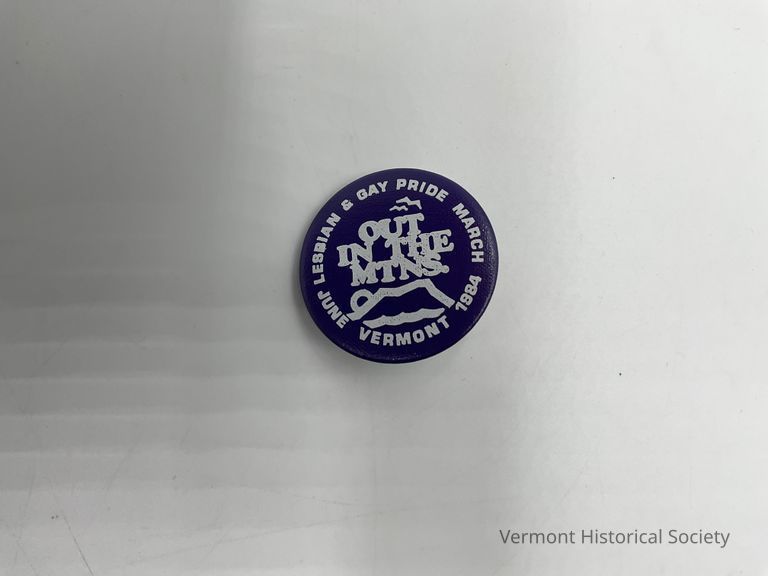 LESBIAN & GAY PRIDE MARCH
OUT
IN THE
MTNS.
JUNE VERMONT 1984
Vermont Historical Society